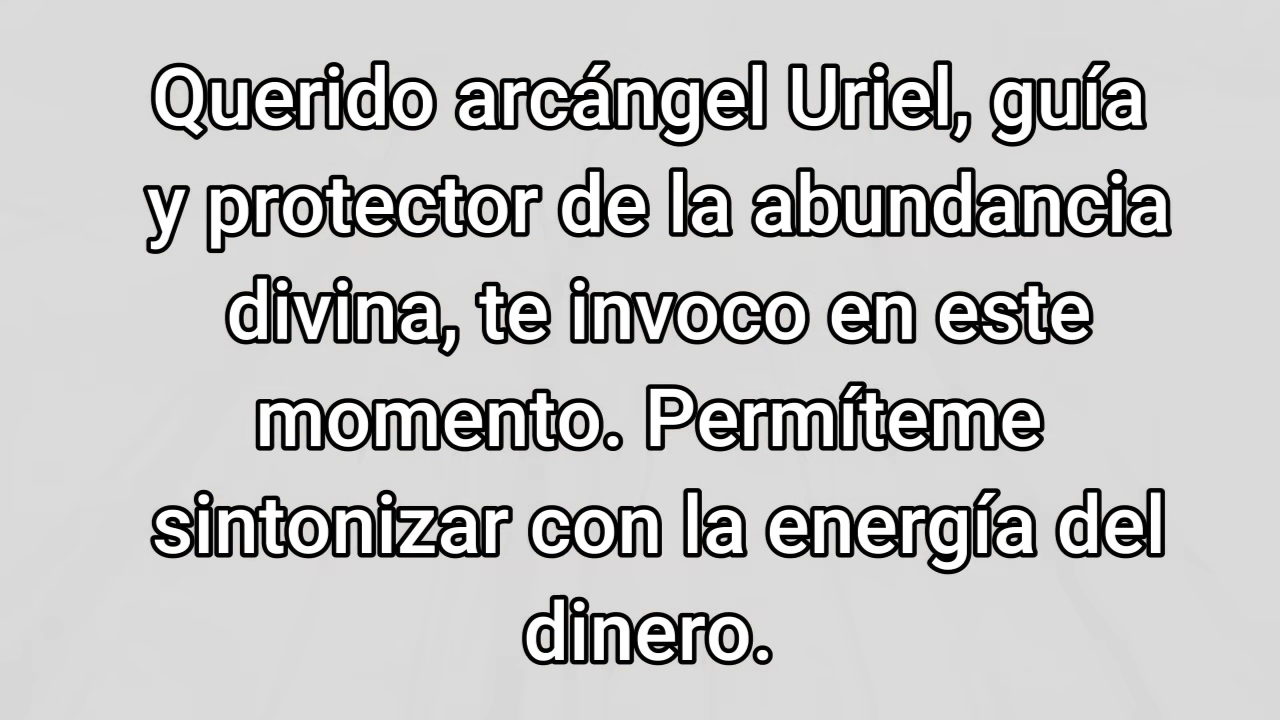 Querido arcángel Uriel, guía
y protector de la abundancia
divina, te invoco en este
momento. Permíteme
sintonizar con la energía del
dinero.